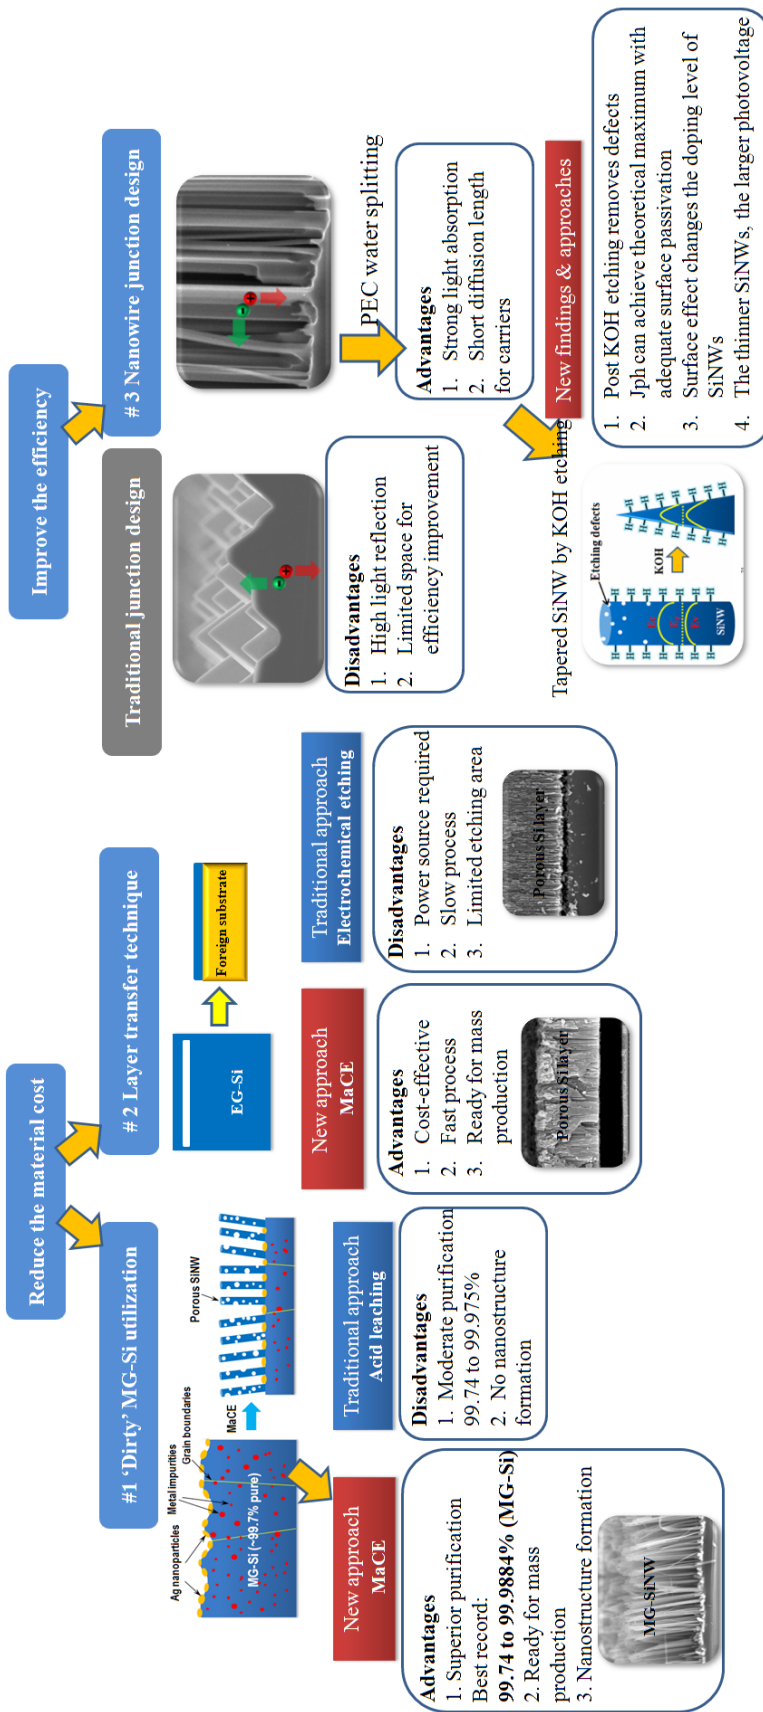 Reduce the material cost
#1 ‘Dirty’ MG-Si utilization
Ag nanoparticles
Metal impurities
Grain boundaries
MG-Si (~99.7% pure)
MaCE
Porous SiNW
New approach
MaCE
Advantages
1. Superior purification
Best record:
99.74 to 99.9884% (MG-Si)
2. Ready for mass
production
3. Nanostructure formation
MG-SiNW
Traditional approach
Acid leaching
Disadvantages
1. Moderate purification
99.74 to 99.975%
2. No nanostructure
formation
# 2 Layer transfer technique
EG-Si
Foreign substrate
New approach
MaCE
Advantages
1. Cost-effective
2. Fast process
3. Ready for mass
production
Porous Si layer
Traditional approach
Electrochemical etching
Disadvantages
1. Power source required
2. Slow process
3. Limited etching area
Porous Si layer
Improve the efficiency
Traditional junction design
Disadvantages
1. High light reflection
2. Limited space for
efficiency improvement
# 3 Nanowire junction design
PEC water splitting
Advantages
1. Strong light absorption
2. Short diffusion length
for carriers
Tapered SiNW by KOH etching
Etching defects
H H H H H H
Ec
Ev
SiNW
KOH
H H H H H H
New findings & approaches
1. Post KOH etching removes defects
2. Jph can achieve theoretical maximum with
adequate surface passivation
3. Surface effect changes the doping level of
SiNWs
4. The thinner SiNWs, the larger photovoltage